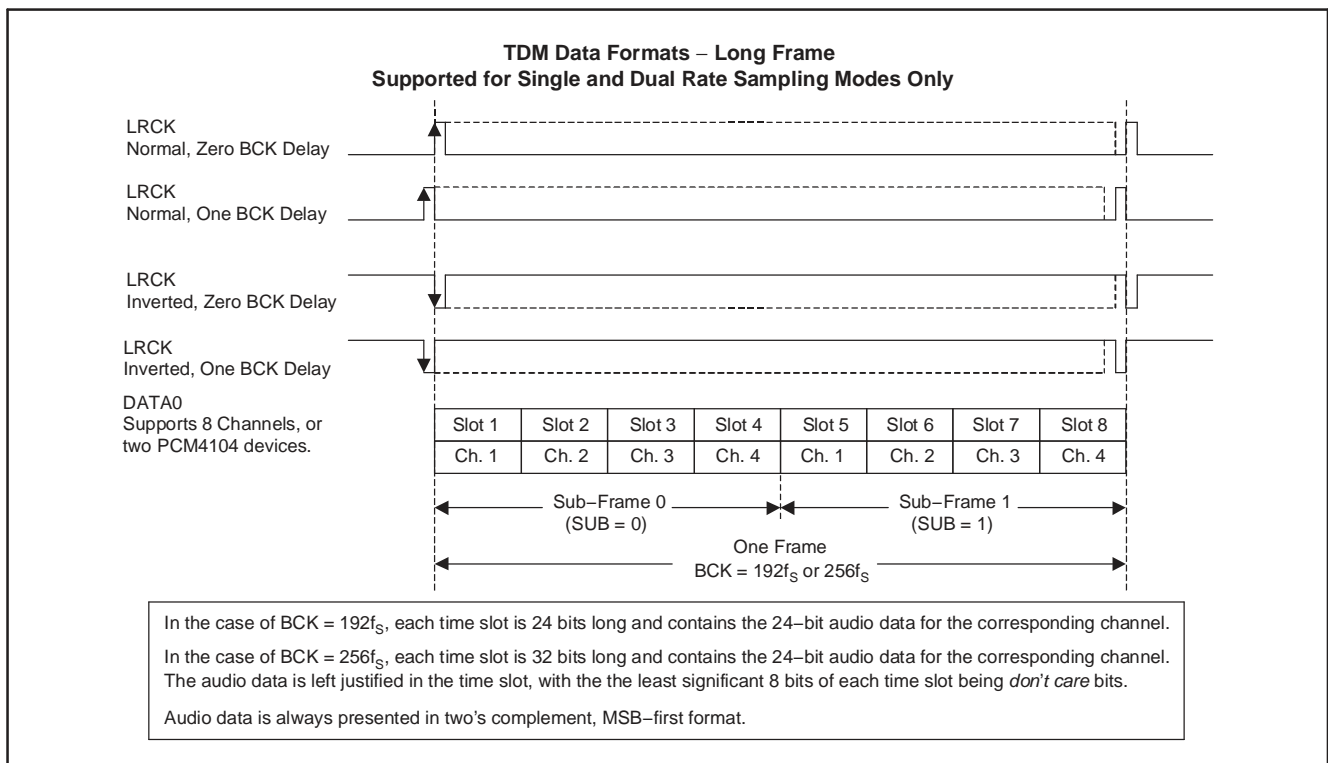 TDM Data Formats – Long Frame
Supported for Single and Dual Rate Sampling Modes Only
LRCK
Normal, Zero BCK Delay
LRCK
Normal, One BCK Delay
LRCK
Inverted, Zero BCK Delay
LRCK
Inverted, One BCK Delay
DATA0
Supports 8 Channels, or
two PCM4104 devices.
Slot 1 Slot 2 Slot 3 Slot 4 Slot 5 Slot 6 Slot 7 Slot 8
Ch. 1 Ch. 2 Ch. 3 Ch. 4 Ch. 1 Ch. 2 Ch. 3 Ch. 4
Sub–Frame 0 Sub–Frame 1
(SUB = 0) (SUB = 1)
One Frame
BCK = 192fS or 256fS
In the case of BCK = 192fS, each time slot is 24 bits long and contains the 24–bit audio data for the corresponding channel.
In the case of BCK = 256fS, each time slot is 32 bits long and contains the 24–bit audio data for the corresponding channel.
The audio data is left justified in the time slot, with the the least significant 8 bits of each time slot being don't care bits.
Audio data is always presented in two's complement, MSB–first format.